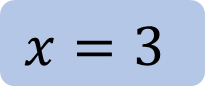 x = 3